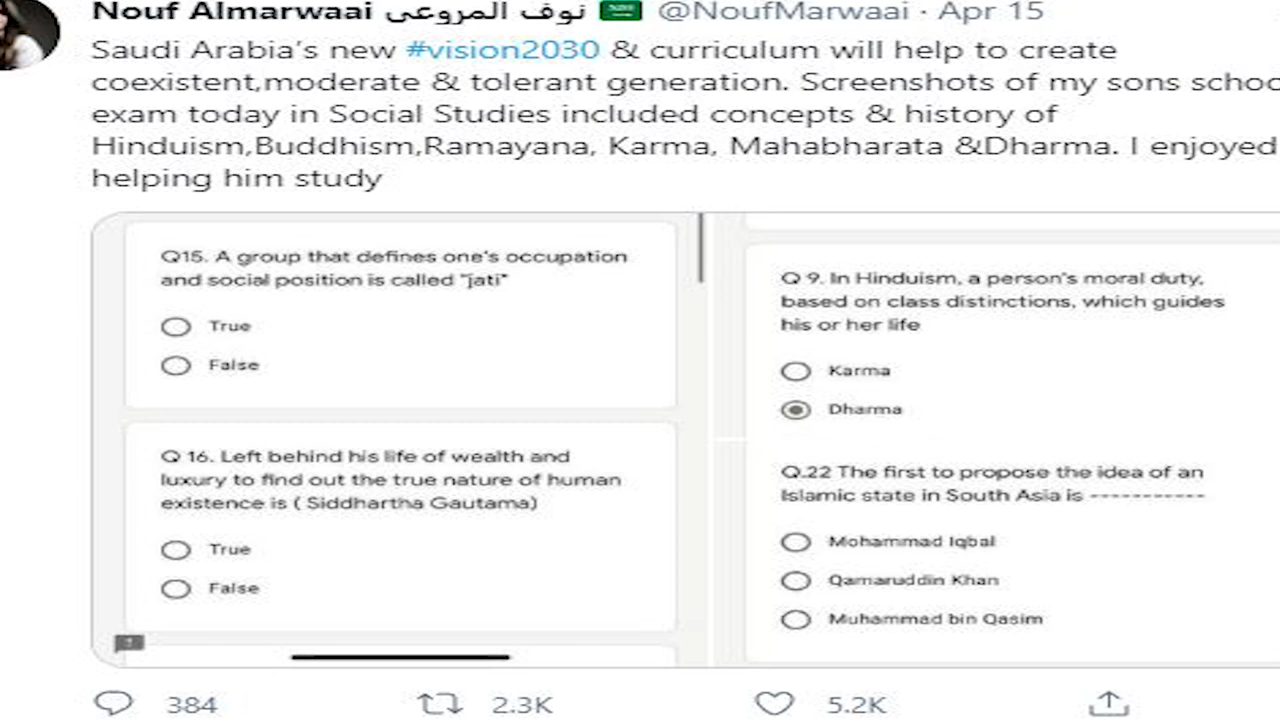 Nouf Almarwaai نوف المروعي @NoufMarwaai · Apr 15
Saudi Arabia's new #vision2030 & curriculum will help to create
coexistent,moderate & tolerant generation. Screenshots of my sons schoo
exam today in Social Studies included concepts & history of
Hinduism,Buddhism,Ramayana, Karma, Mahabharata &Dharma. I enjoyed
helping him study
Q15. A group that defines one's occupation
and social position is called "jati"
True
False
Q 16. Left behind his life of wealth and
luxury to find out the true nature of human
existence is ( Siddhartha Gautama)
True
False
Q 9. In Hinduism, a person's moral duty,
based on class distinctions, which guides
his or her life
Karma
Dharma
Q.22 The first to propose the idea of an
Islamic state in South Asia is -----------
Mohammad Iqbal
Qamaruddin Khan
Muhammad bin Qasim
384 2.3K 5.2K